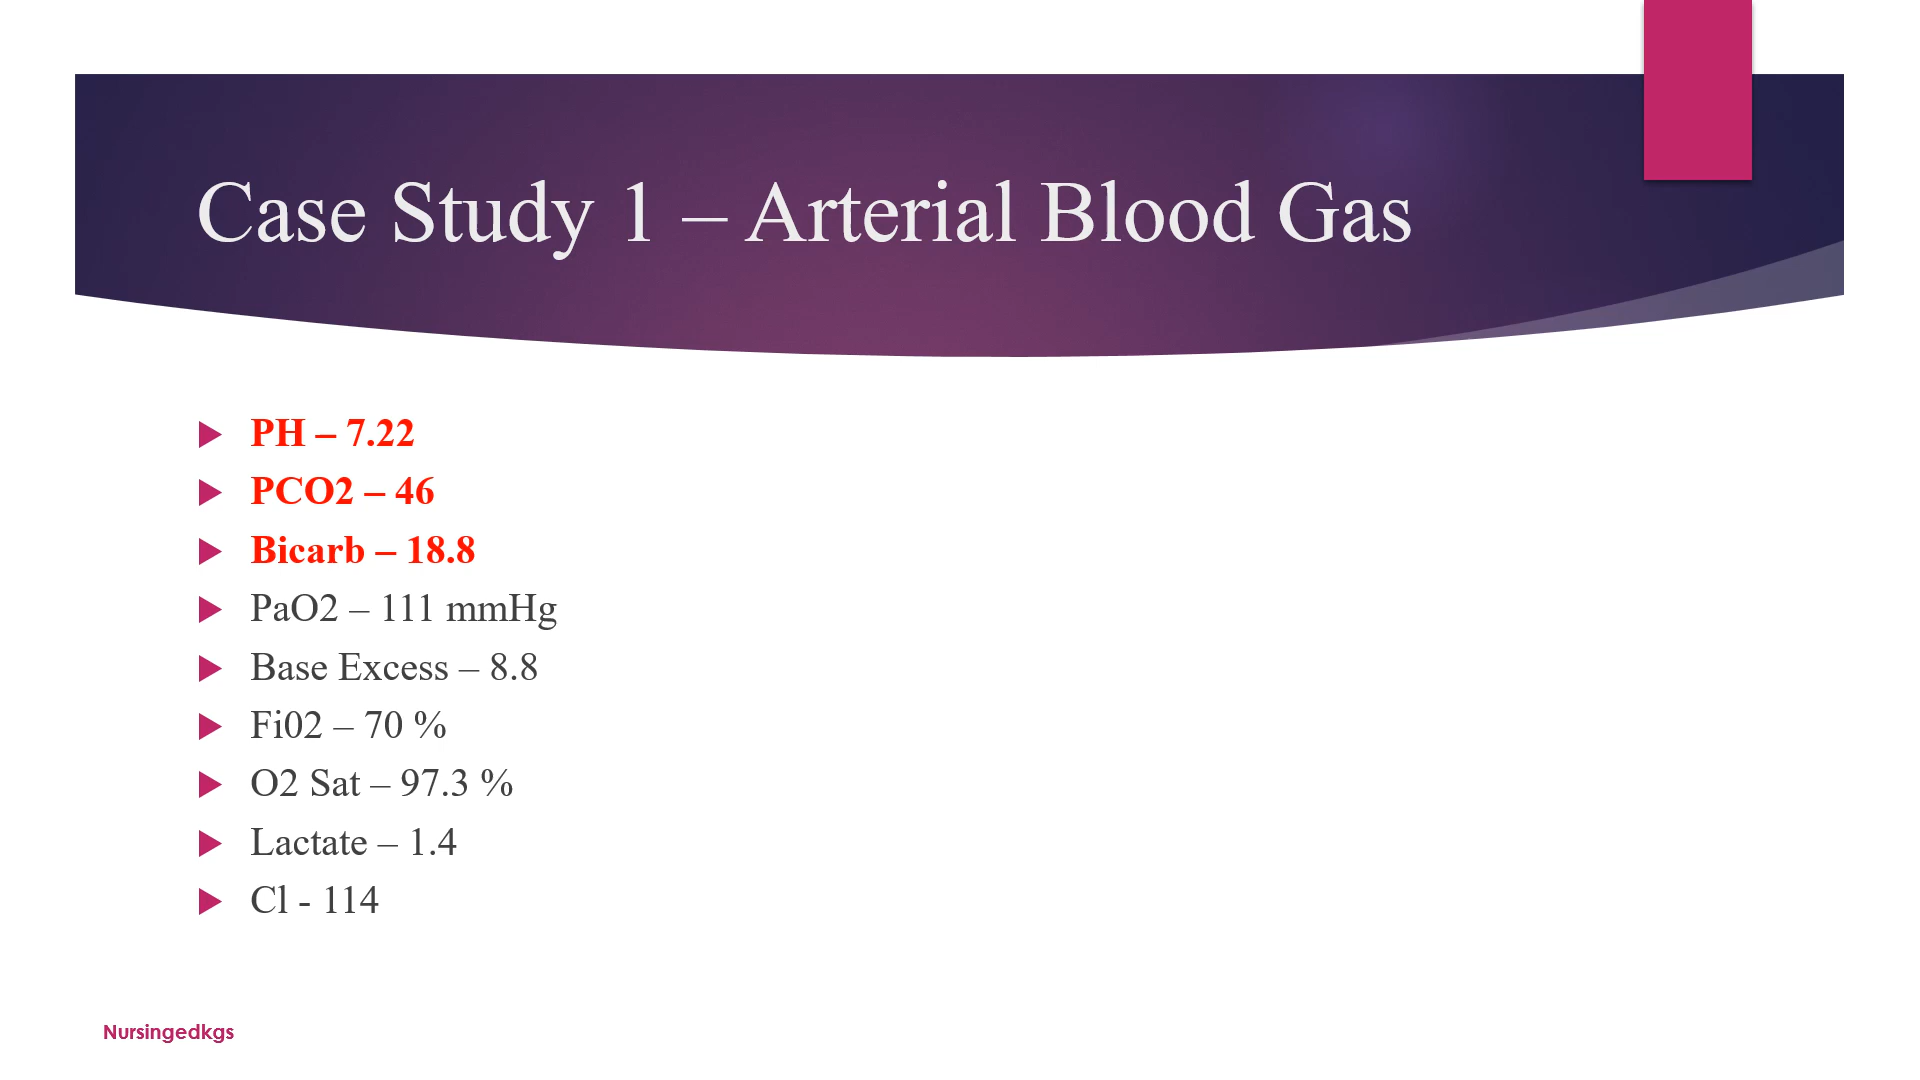 Case Study 1 – Arterial Blood Gas
PH – 7.22
PCO2 – 46
Bicarb – 18.8
PaO2 – 111 mmHg
Base Excess – 8.8
Fi02 – 70 %
O2 Sat – 97.3 %
Lactate – 1.4
Cl - 114
Nursingedkgs